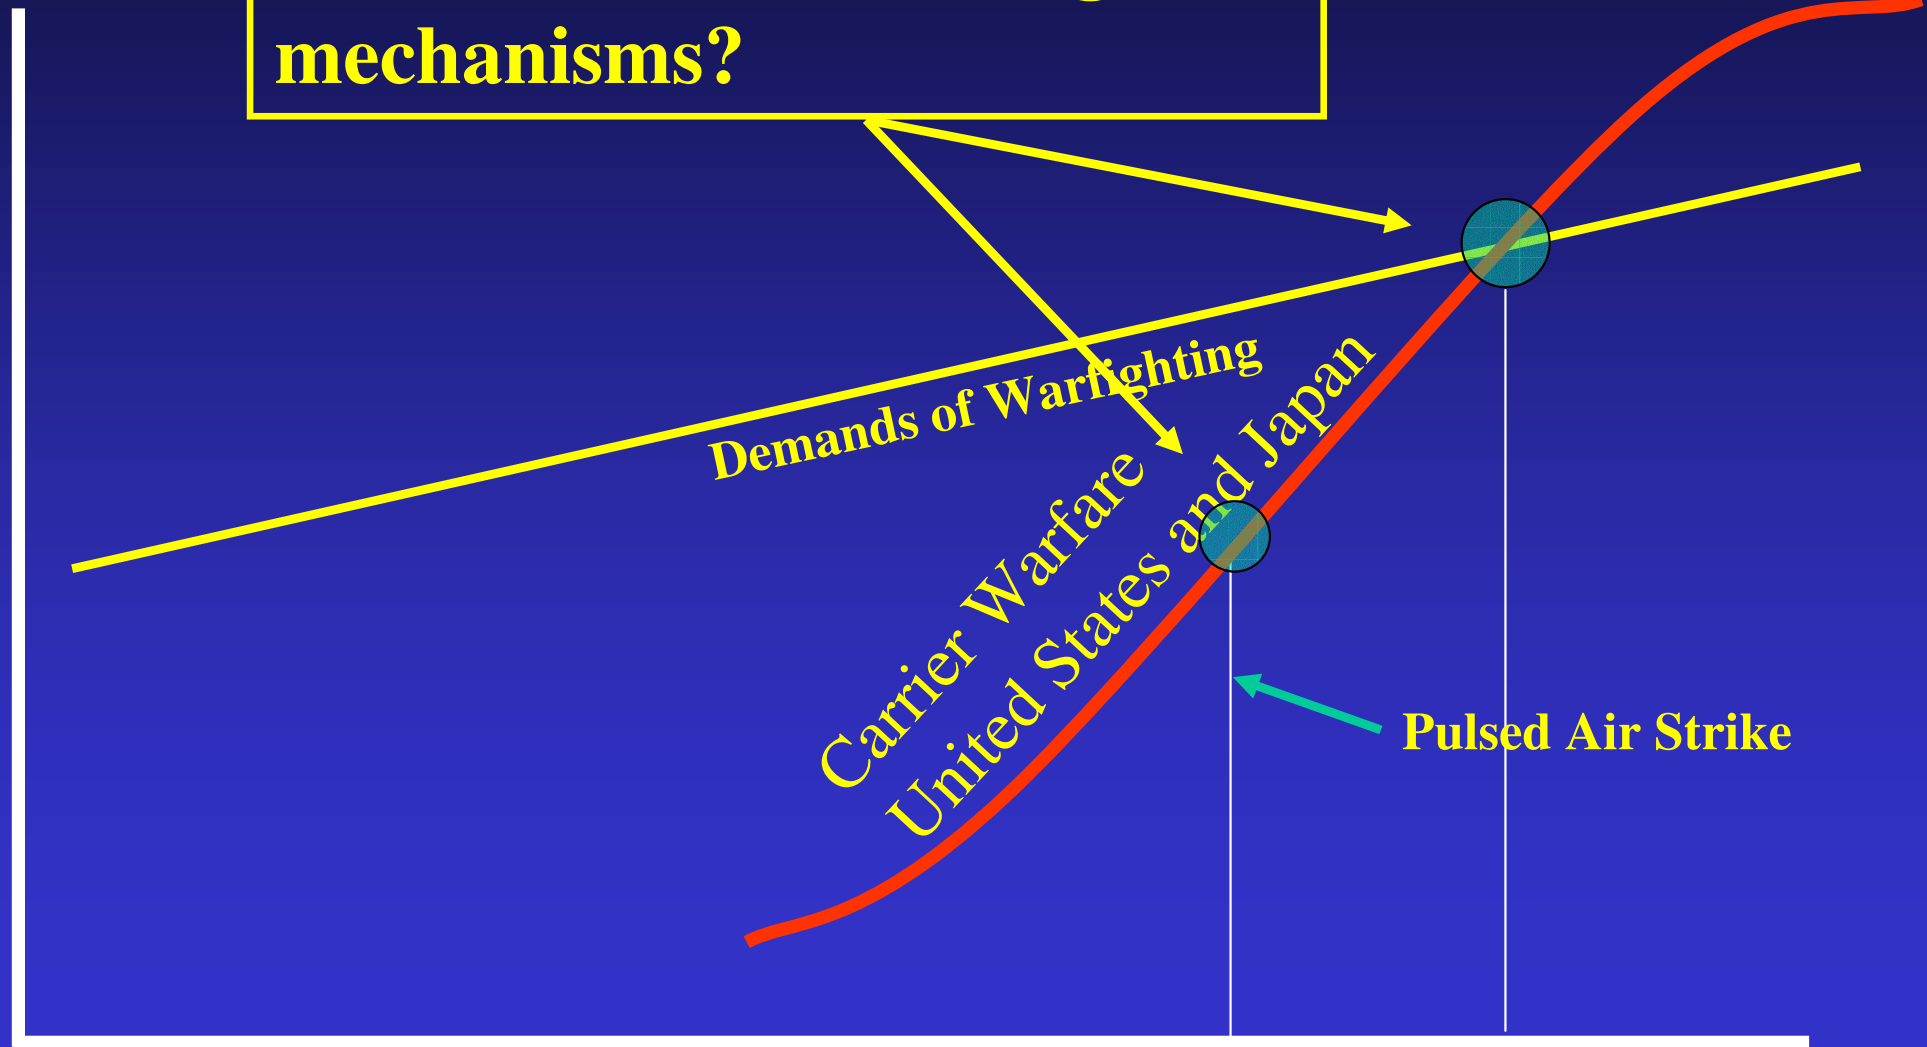 mechanisms?
Demands of Warfighting
Carrier Warfare
United States and Japan
Pulsed Air Strike